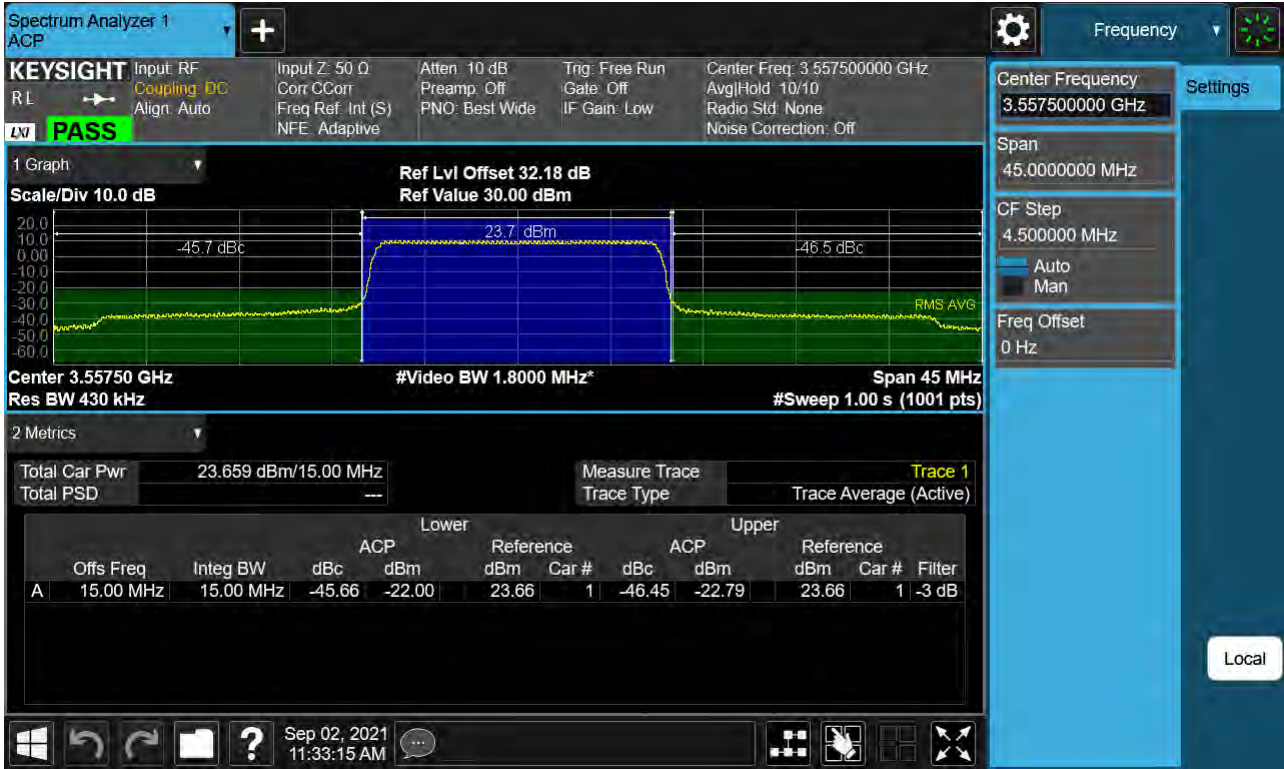 Spectrum Analyzer 1
ACP
+
Frequency
KEYSIGHT
RL
LXI
PASS
Input: RF
Coupling: DC
Align: Auto
Input Z: 50 Ω
Corr CCorr
Freq Ref: Int (S)
NFE: Adaptive
Atten: 10 dB
Preamp: Off
PNO: Best Wide
Trig: Free Run
Gate: Off
IF Gain: Low
Center Freq: 3.557500000 GHz
Avg|Hold: 10/10
Radio Std: None
Noise Correction: Off
1 Graph
Scale/Div 10.0 dB
Ref Lvl Offset 32.18 dB
Ref Value 30.00 dBm
20.0
10.0
0.00
-10.0
-20.0
-30.0
-40.0
-50.0
-60.0
-45.7 dBc
23.7 dBm
-46.5 dBc
RMS AVG
Center 3.55750 GHz
#Video BW 1.8000 MHz*
Span 45 MHz
Res BW 430 kHz
#Sweep 1.00 s (1001 pts)
2 Metrics
Total Car Pwr 23.659 dBm/15.00 MHz
Total PSD ---
Measure Trace Trace 1
Trace Type Trace Average (Active)
Lower Upper
ACP Reference ACP Reference
Offs Freq Integ BW dBc dBm dBm Car # dBc dBm dBm Car # Filter
A 15.00 MHz 15.00 MHz -45.66 -22.00 23.66 1 -46.45 -22.79 23.66 1 -3 dB
Center Frequency
3.557500000 GHz
Span
45.0000000 MHz
CF Step
4.500000 MHz
Auto
Man
Freq Offset
0 Hz
Settings
Local
?
Sep 02, 2021
11:33:15 AM